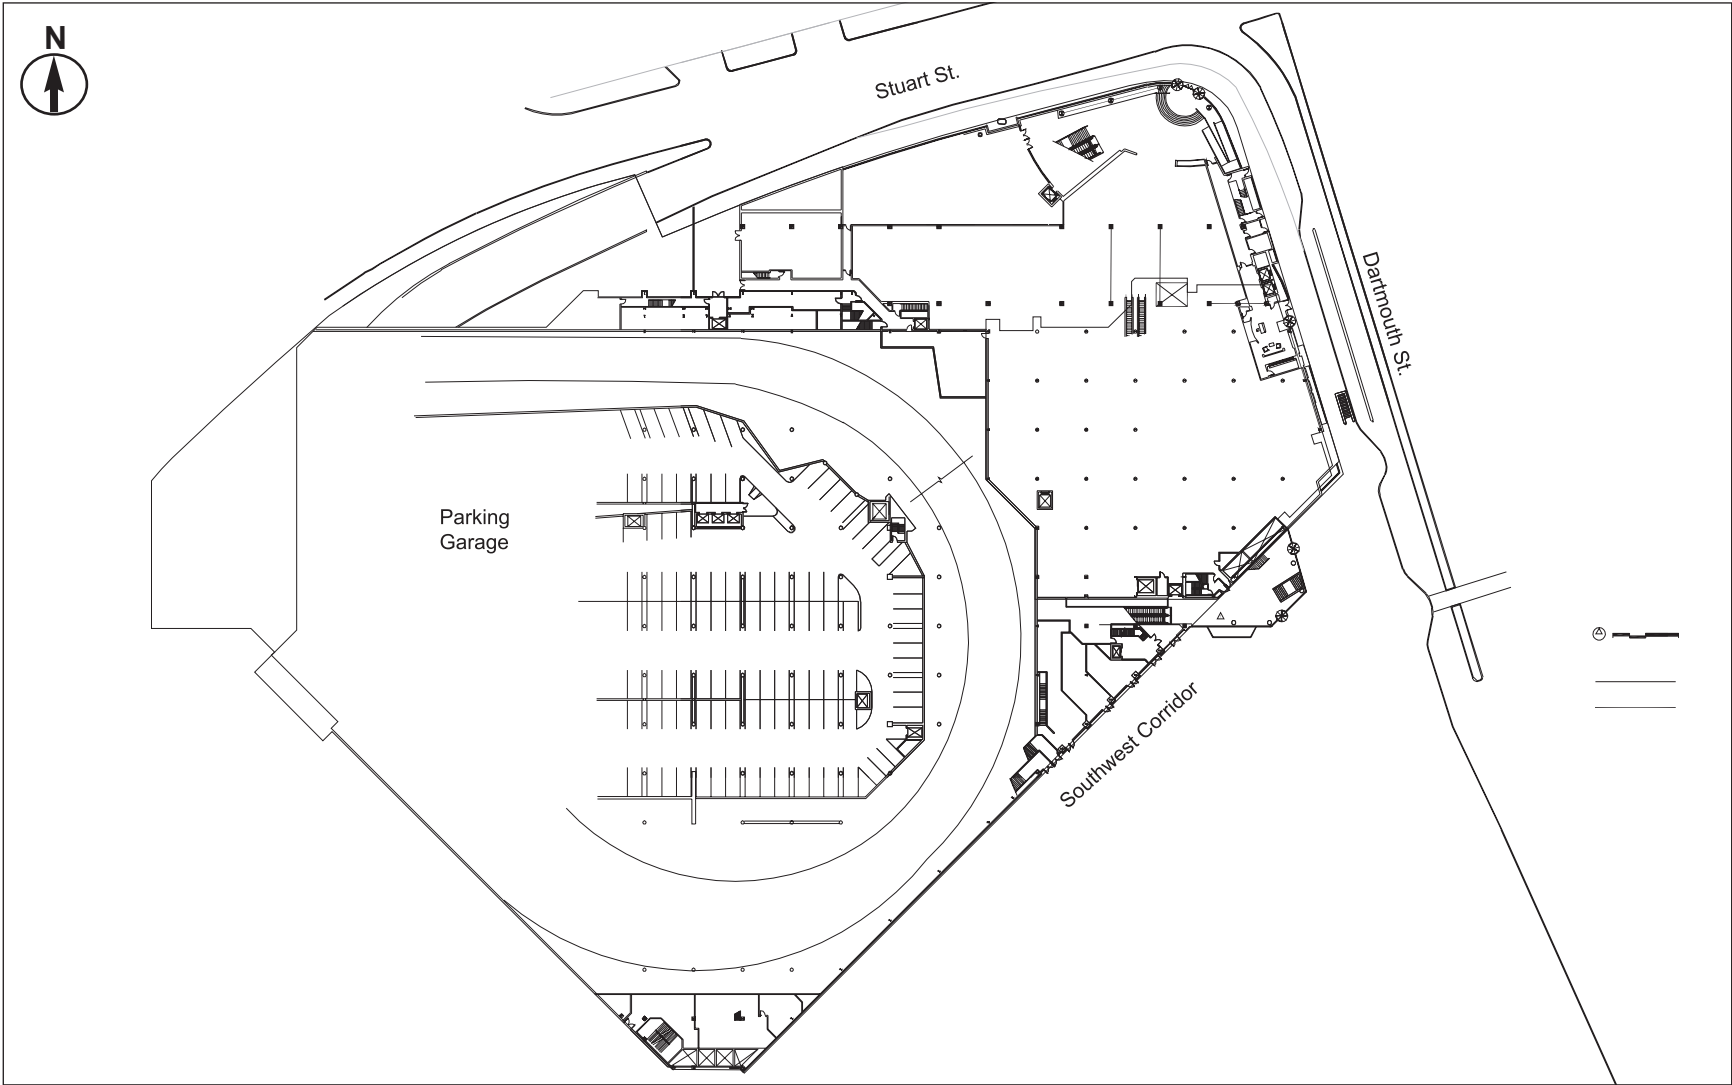 N
Stuart St.
Dartmouth St.
Parking
Garage
Southwest Corridor